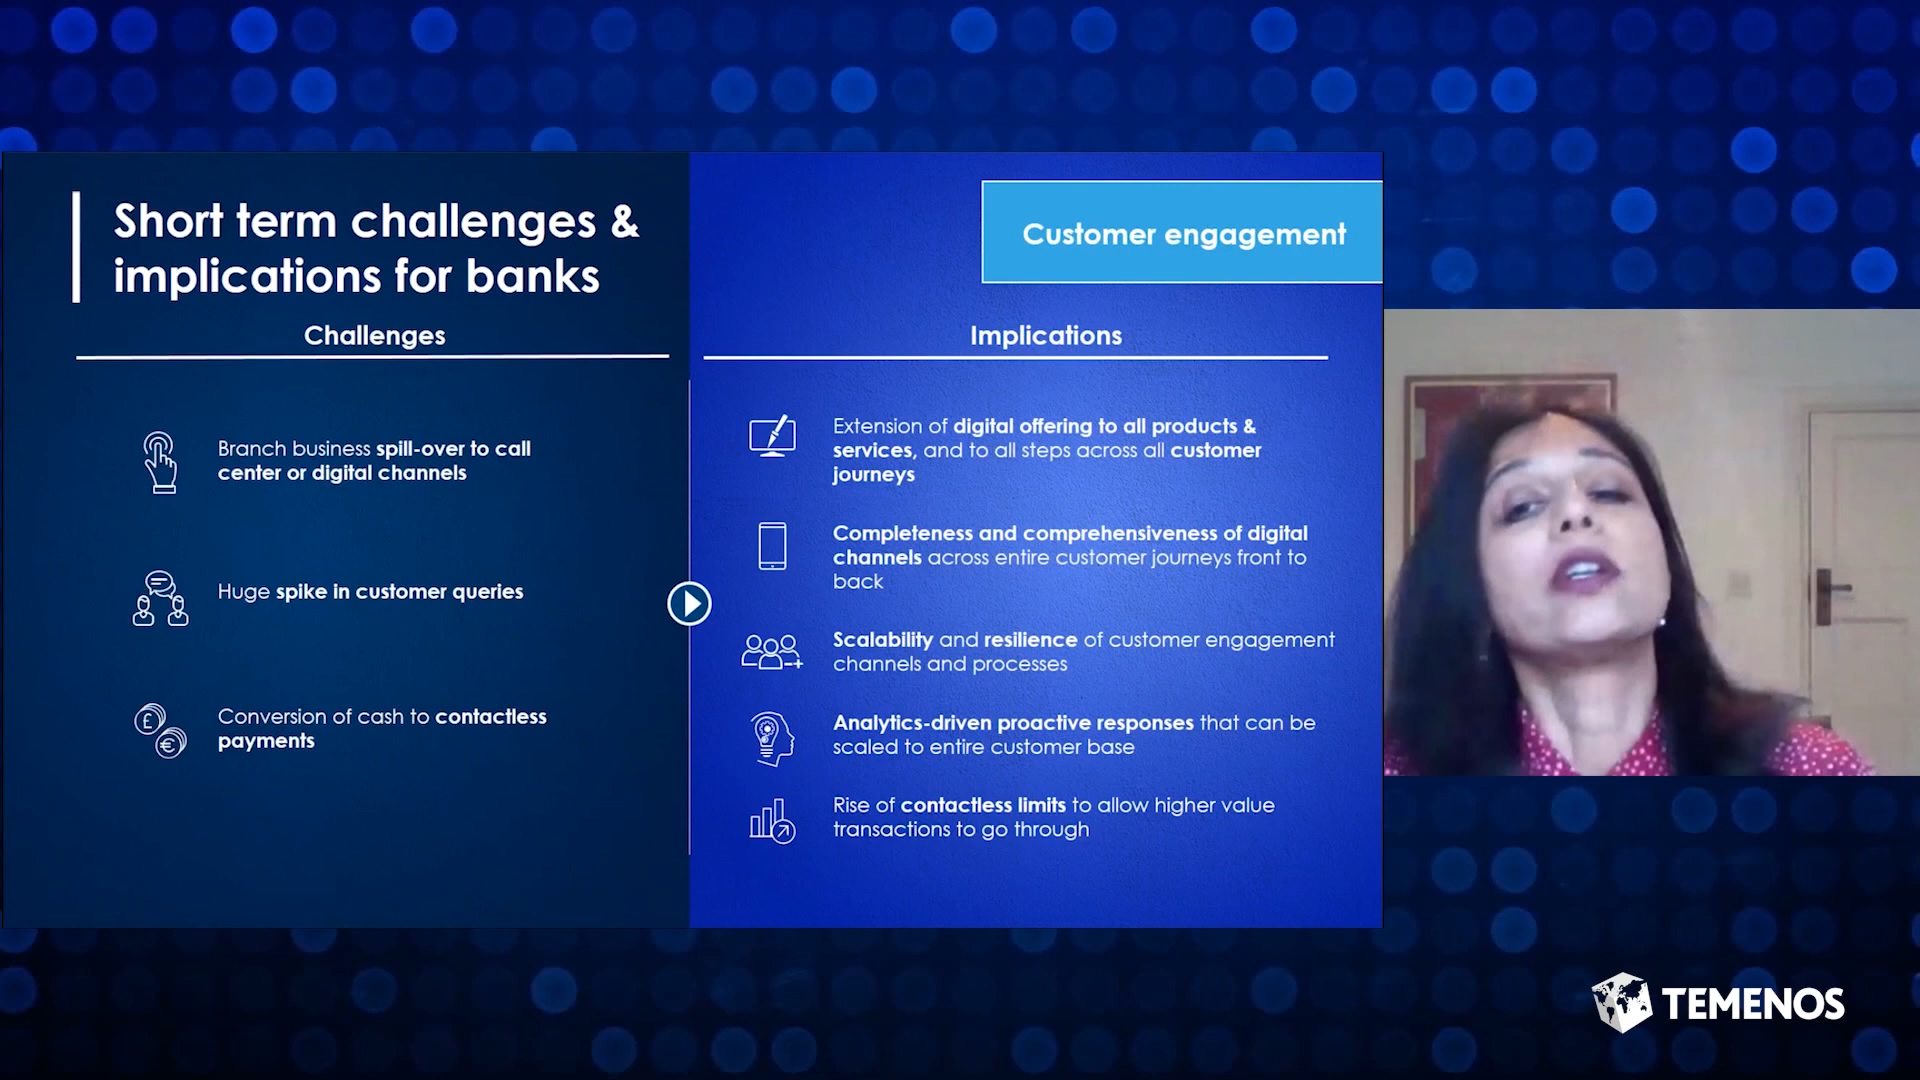 Short term challenges &
implications for banks
Customer engagement
Challenges
Branch business spill-over to call
center or digital channels
Huge spike in customer queries
£
€
Conversion of cash to contactless
payments
Implications
Extension of digital offering to all products &
services, and to all steps across all customer
journeys
Completeness and comprehensiveness of digital
channels across entire customer journeys front to
back
Scalability and resilience of customer engagement
channels and processes
Analytics-driven proactive responses that can be
scaled to entire customer base
Rise of contactless limits to allow higher value
transactions to go through
TEMENOS